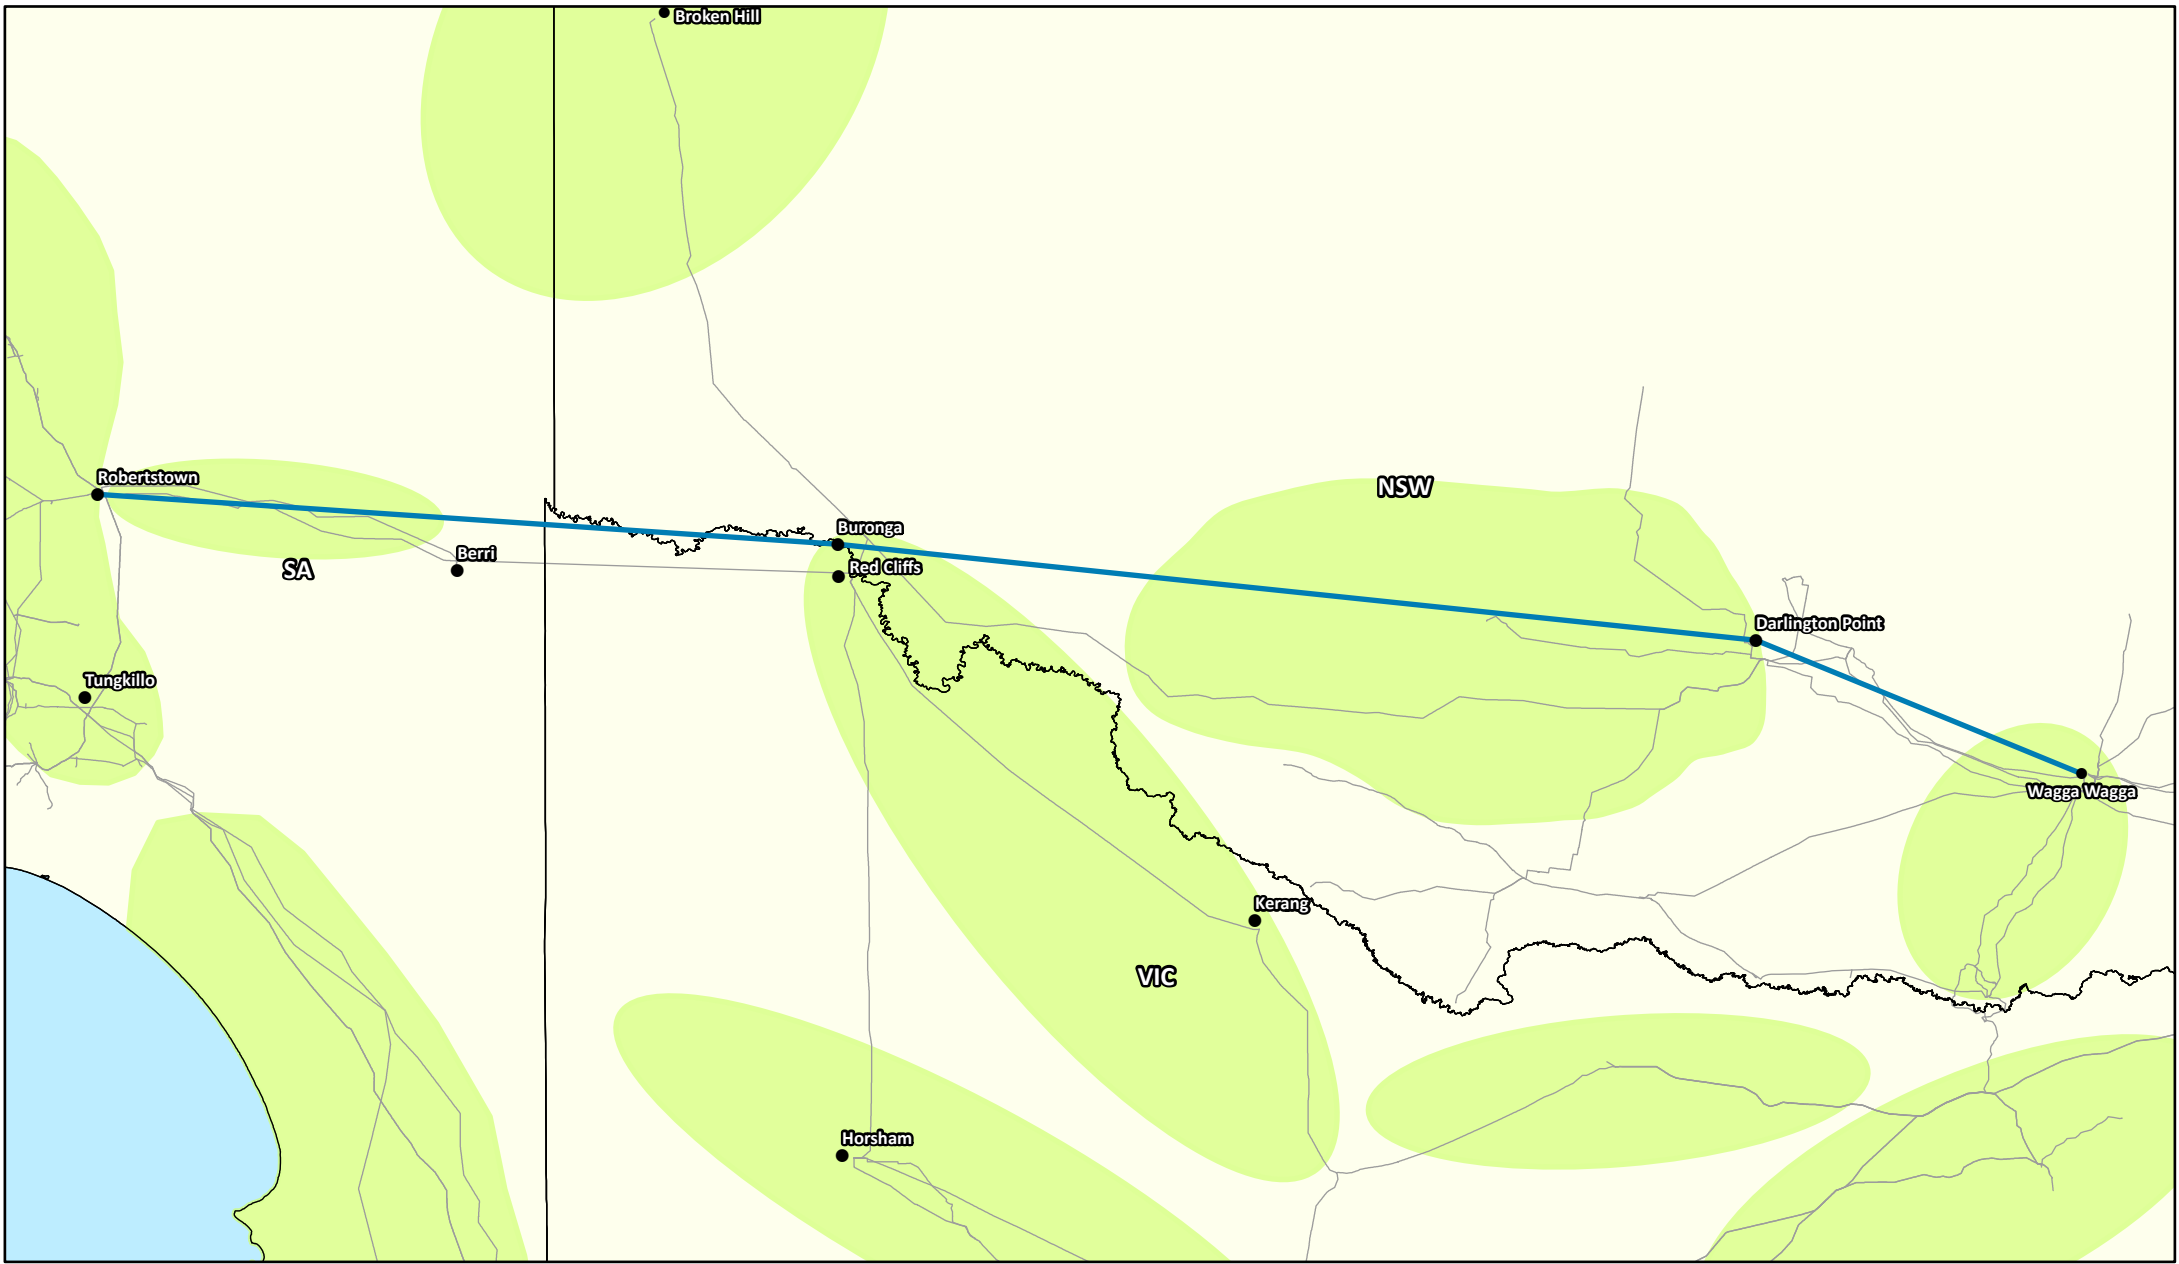 Broken Hill
Robertstown
NSW
Buronga
Berri
Red Cliffs
SA
Darlington Point
Tungkillo
Wagga Wagga
Kerang
VIC
Horsham